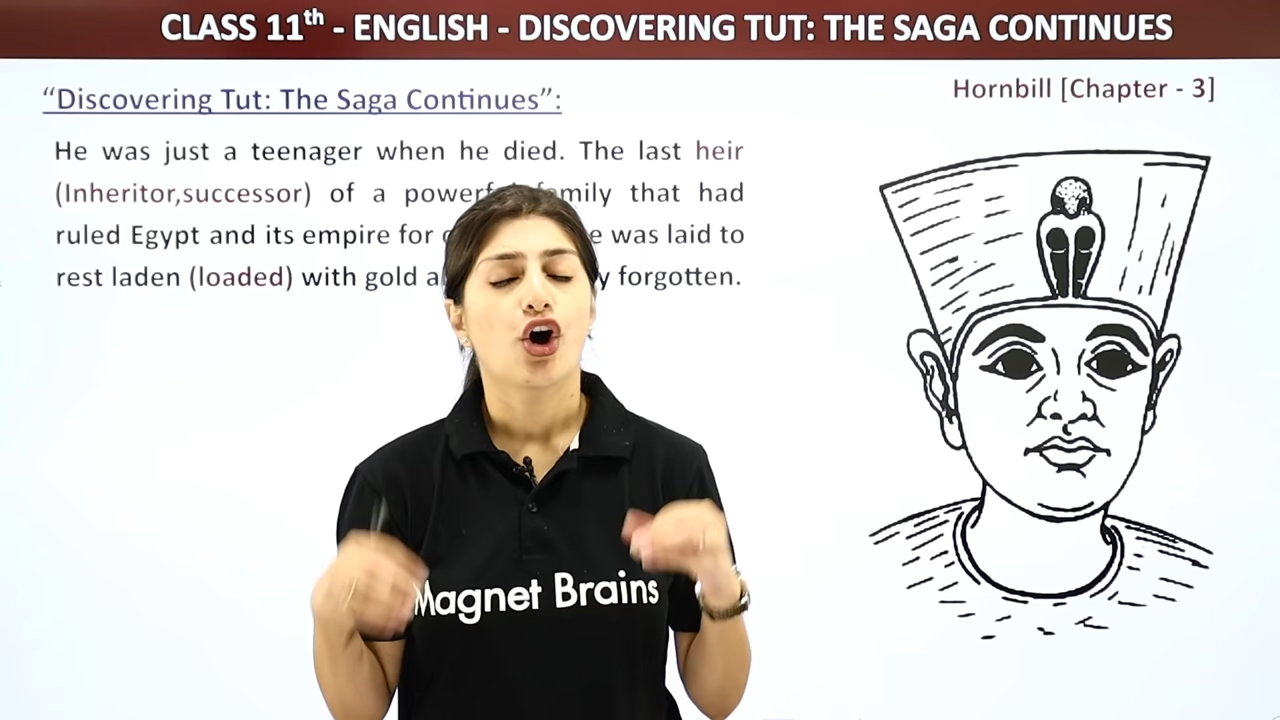 CLASS 11th - ENGLISH - DISCOVERING TUT: THE SAGA CONTINUES
Hornbill [Chapter - 3]
“Discovering Tut: The Saga Continues”:
He was just a teenager when he died. The last heir
(Inheritor,successor) of a that had
ruled Egypt and its empire for was laid to
rest laden (loaded) with gold forgotten.
Magnet Brains